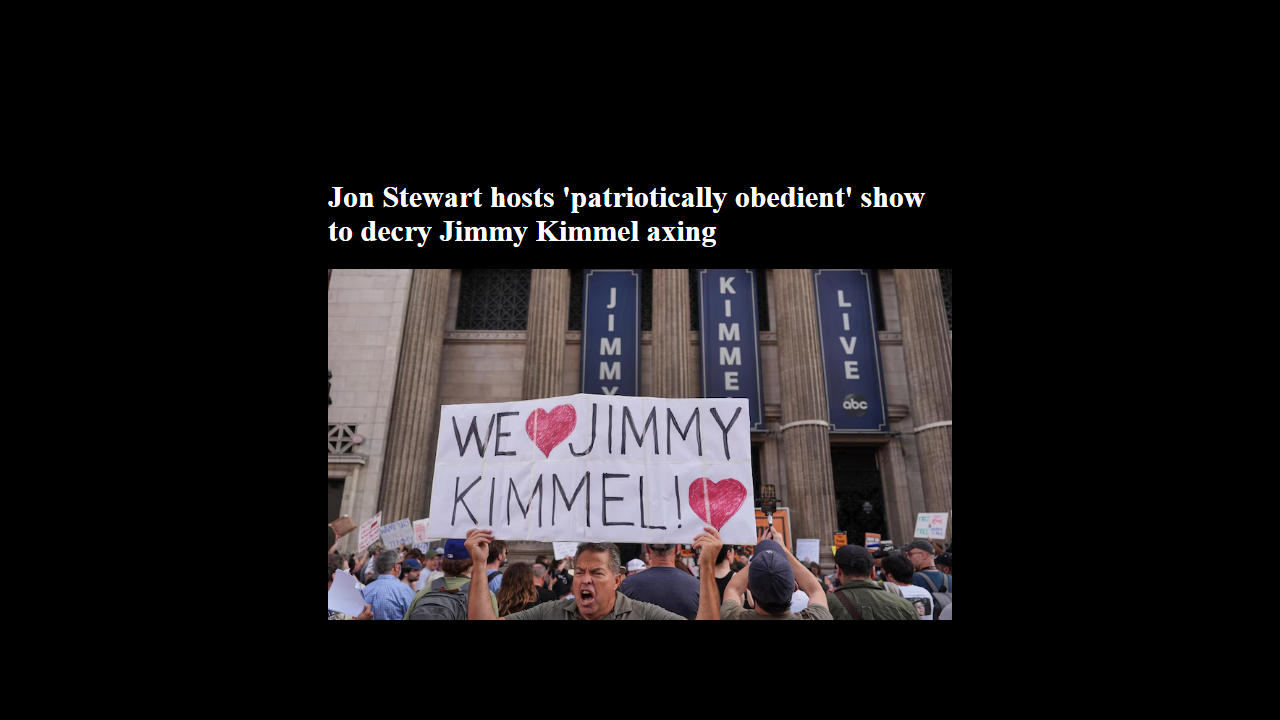 Jon Stewart hosts 'patriotically obedient' show
to decry Jimmy Kimmel axing
JIMMY
KIMME
LIVE
abc
WE JIMMY
KIMMEL!